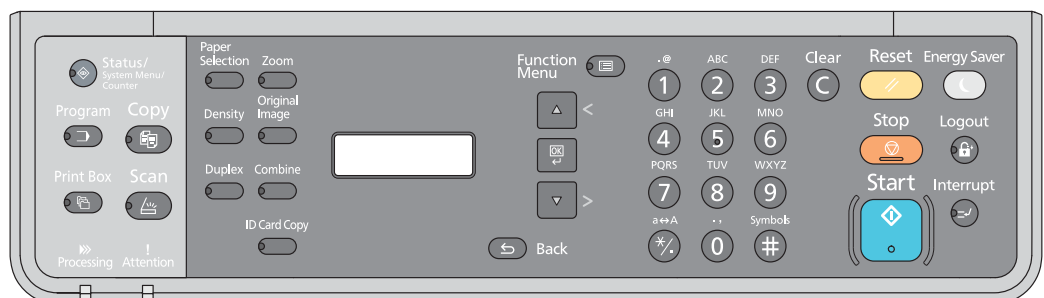 Status/
System Menu/
Counter
Program
Copy
Print Box
Scan
Processing
!
Attention
Paper
Selection
Zoom
Density
Original
Image
Duplex
Combine
ID Card Copy
Function
Menu
<
OK
>
Back
.@
ABC
DEF
1
2
3
GHI
JKL
MNO
4
5
6
PQRS
TUV
WXYZ
7
8
9
a↔A
.,
Symbols
*/.
0
#
Clear
C
Reset
Energy Saver
Stop
Logout
Start
Interrupt